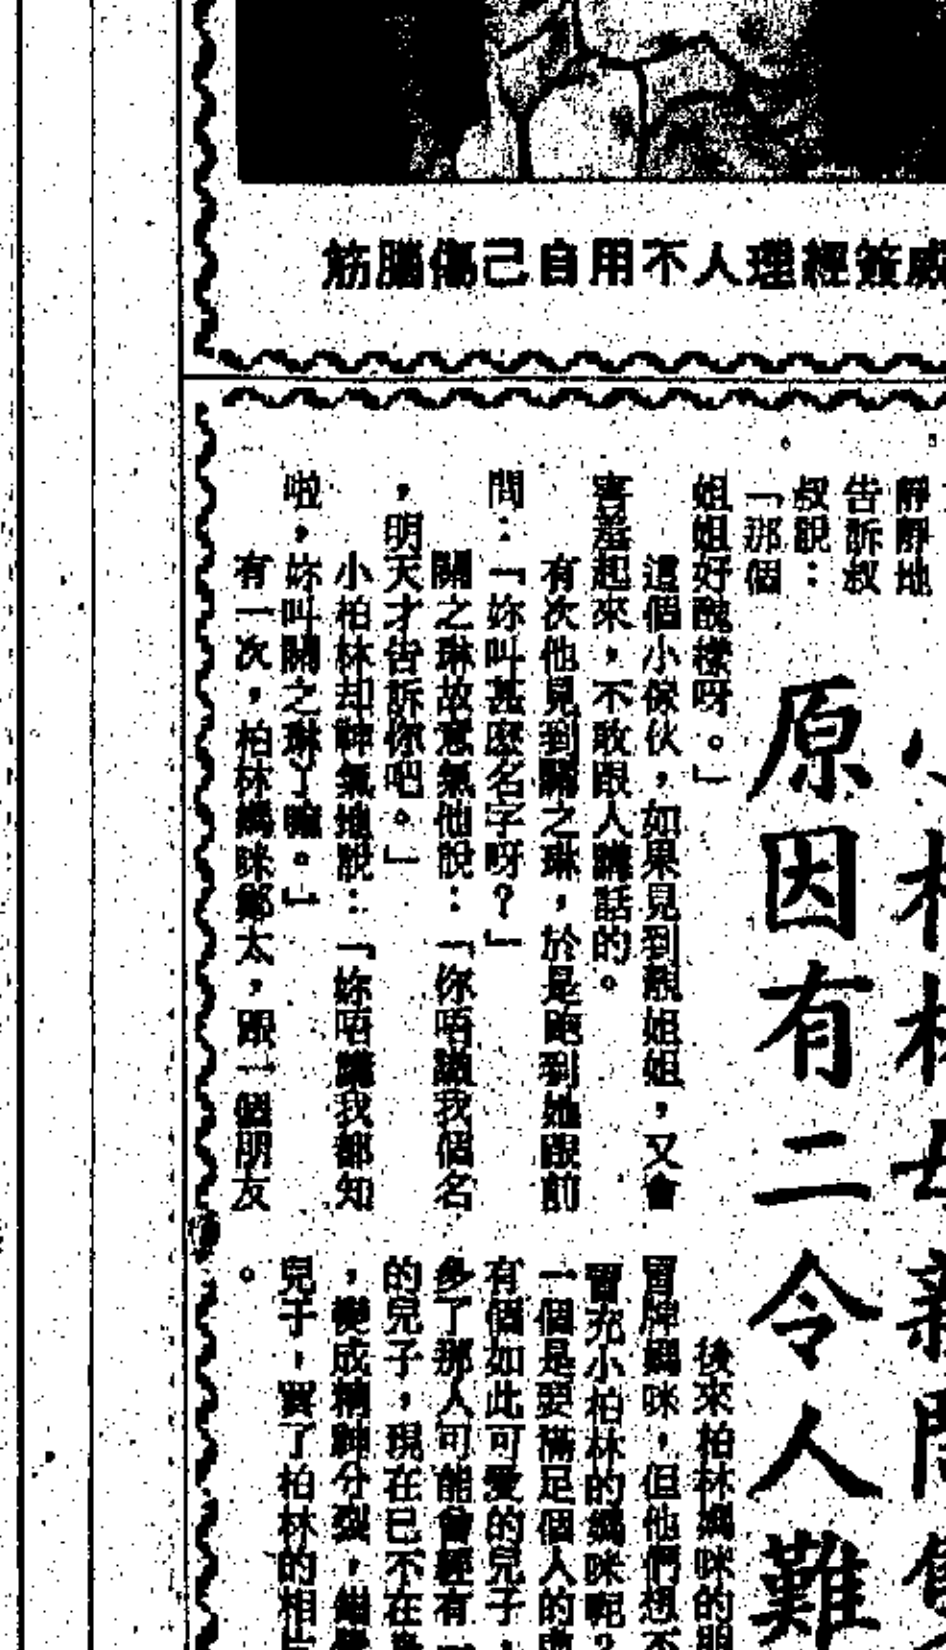 威簽經理人不用自己傷腦筋
靜靜地
告訴叔
叔說：
「那個
姐姐好醜樣呀。」
這個小傢伙，如果見到靚姐姐，又會
害羞起來，不敢跟人講話的。
有次他見到關之琳，於是跑到她跟前
問：「妳叫甚麽名字呀？」
關之琳故意氣他說：「你唔識我個名
，明天才告訴你吧。」
小柏林却神氣地說：「妳唔講我都知
啦，妳叫關之琳了嘛。」
有一次，柏林媽咪鄭太，跟一個朋友
原因有二令人難
後來柏林媽咪的朋
冒牌媽咪，但他們想不
冒充小柏林的媽咪呢？
一個是要滿足個人的
有個如此可愛的兒子，
多了那人可能曾經有一
的兒子，現在已不在
，變成精神分裂，
兒子，買了柏林的相
。